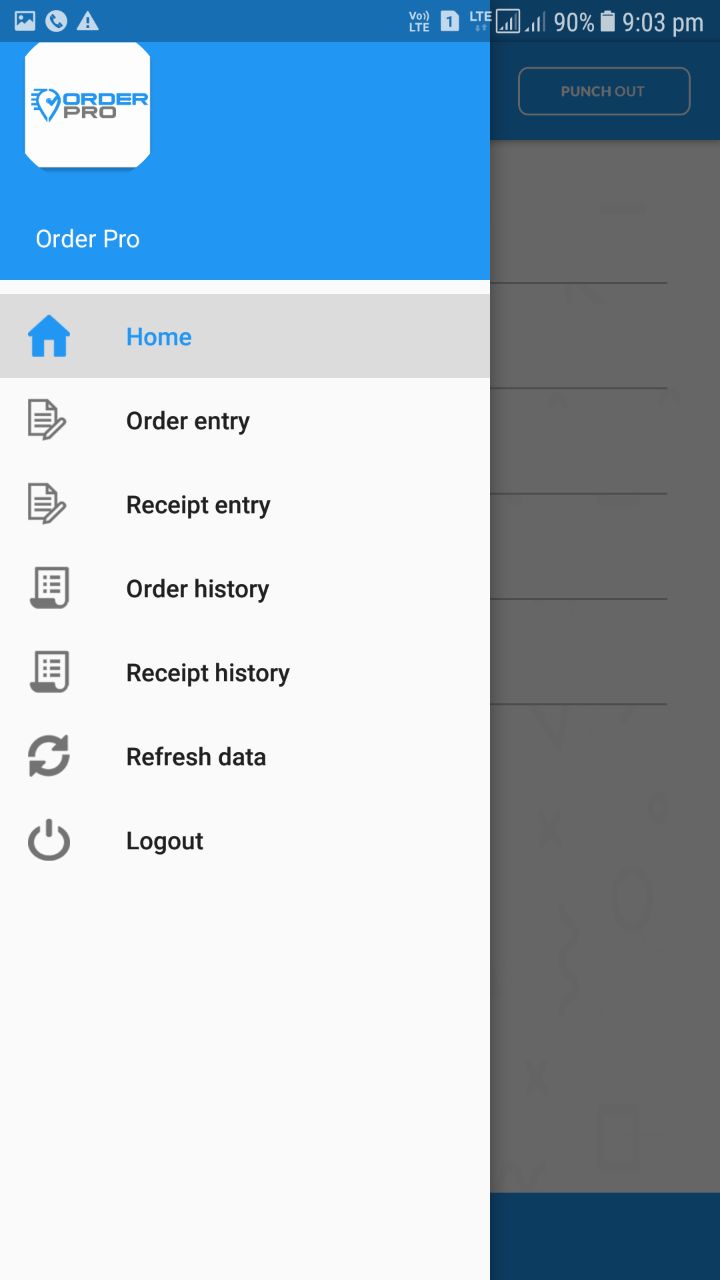 Vo))
LTE
1
LTE
90%
9:03 pm
ORDER
PRO
PUNCH OUT
Order Pro
Home
Order entry
Receipt entry
Order history
Receipt history
Refresh data
Logout